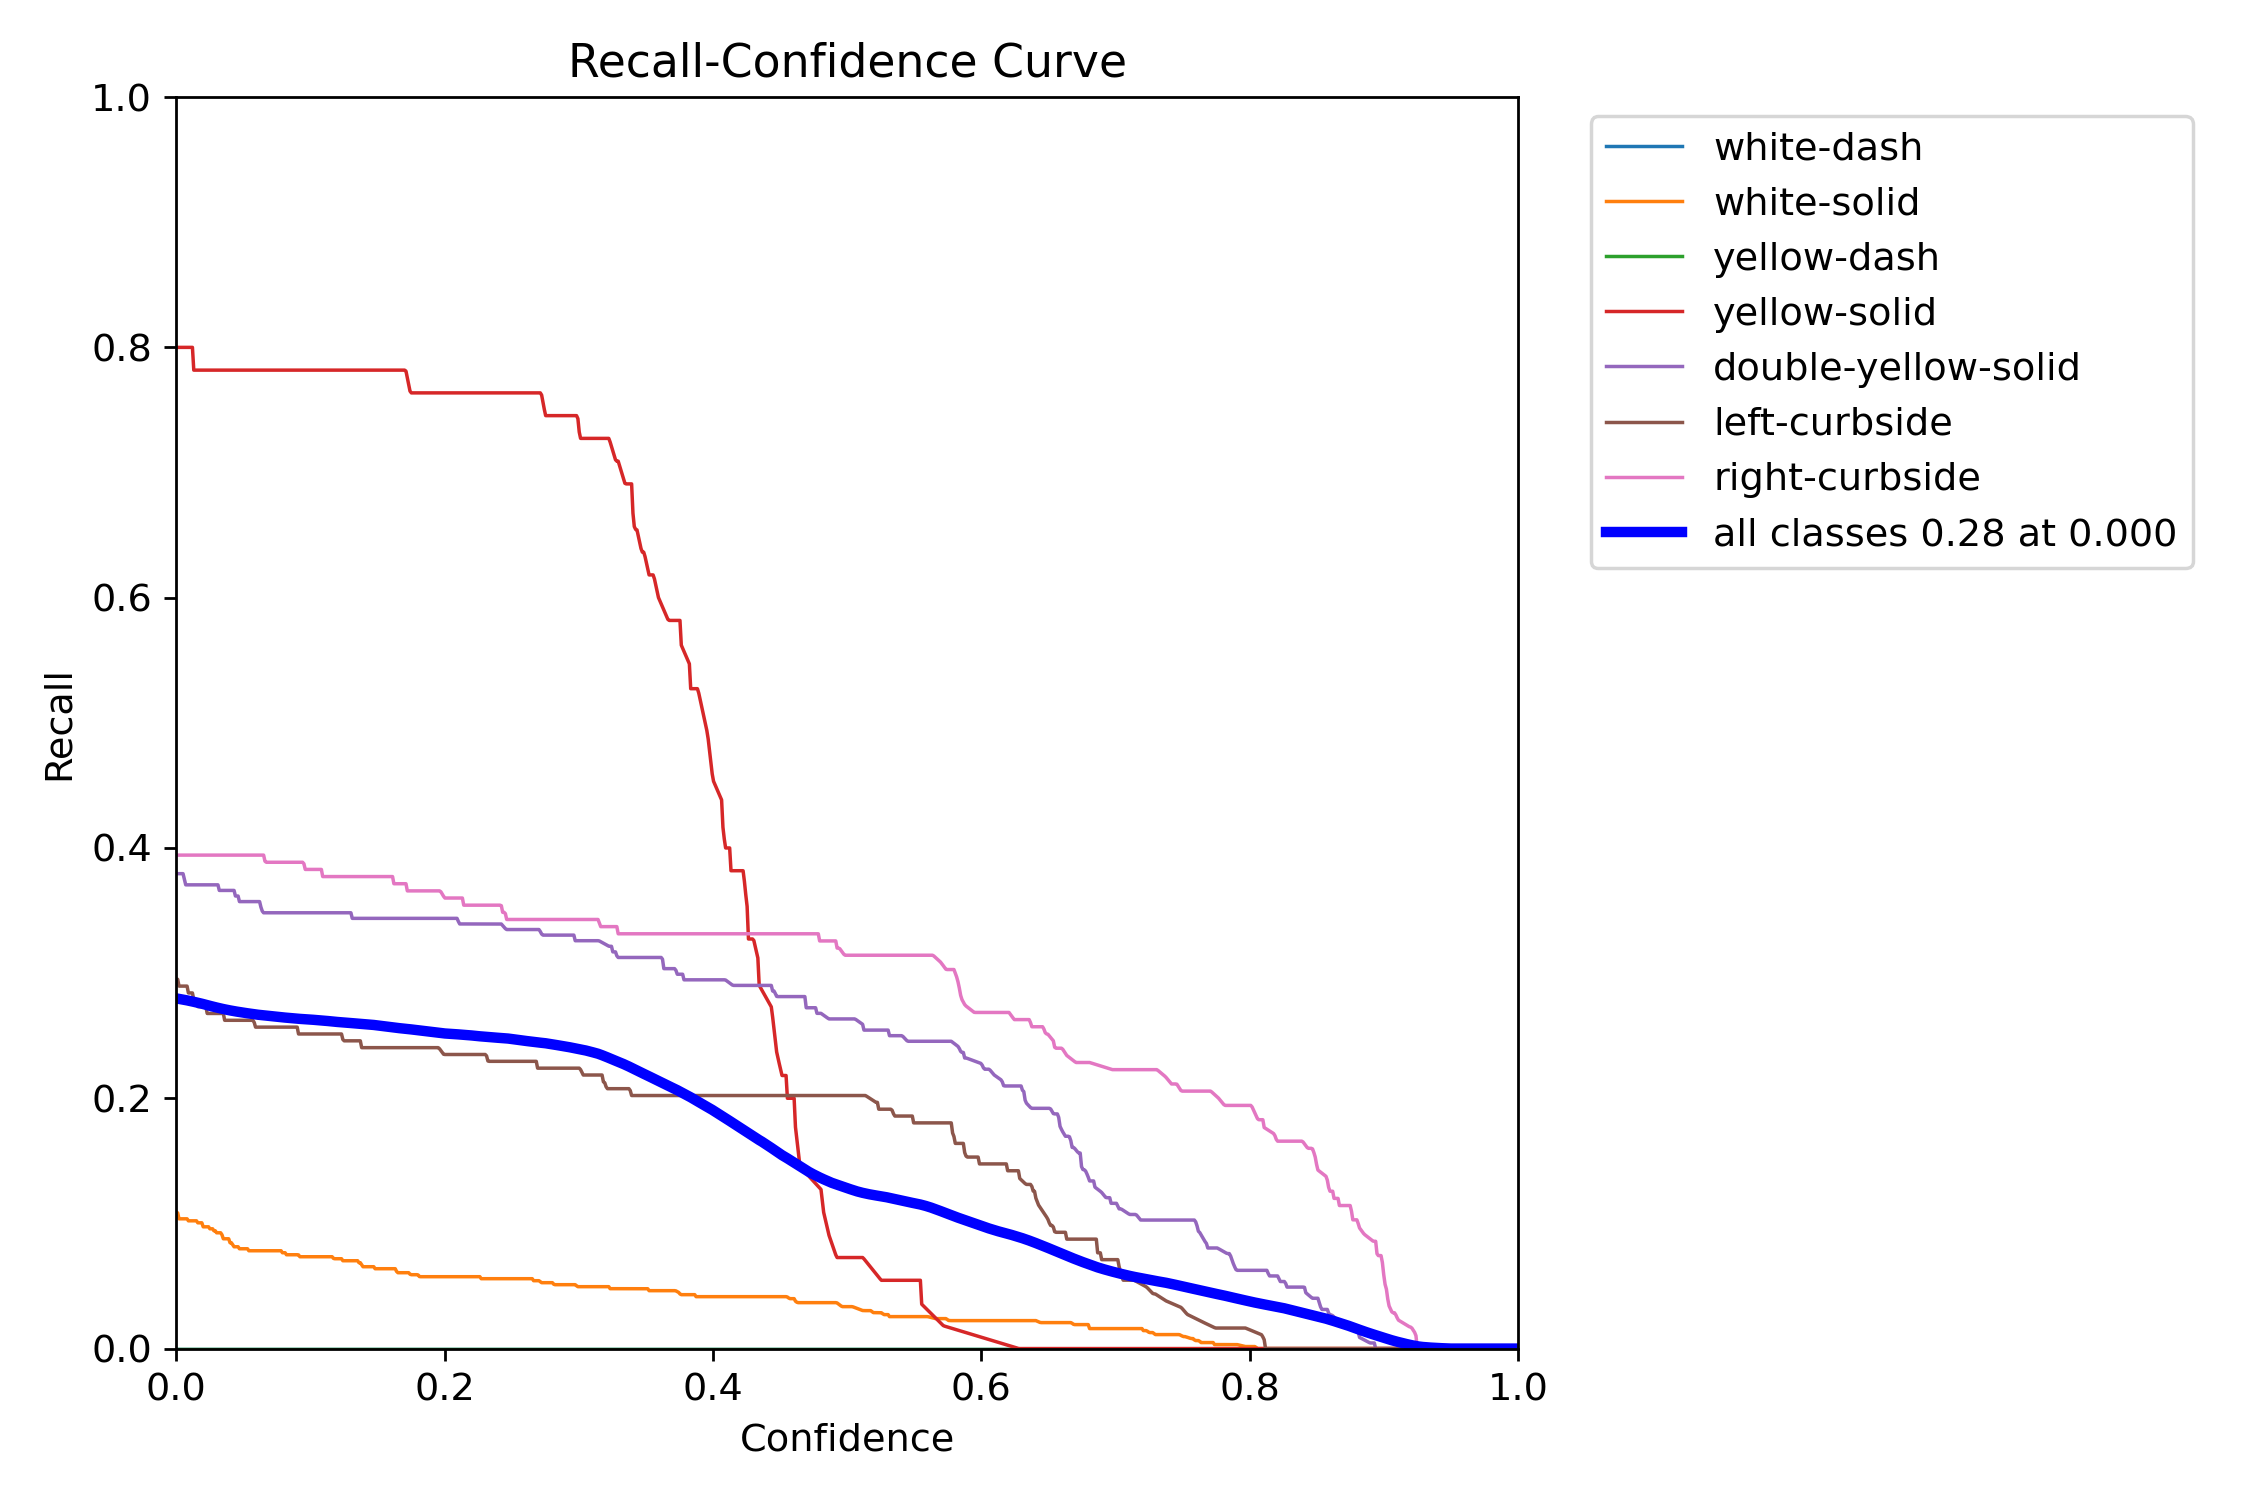 Recall-Confidence Curve
1.0
0.8
0.6
0.4
0.2
0.0
Recall
0.0 0.2 0.4 0.6 0.8 1.0
Confidence
white-dash
white-solid
yellow-dash
yellow-solid
double-yellow-solid
left-curbside
right-curbside
all classes 0.28 at 0.000